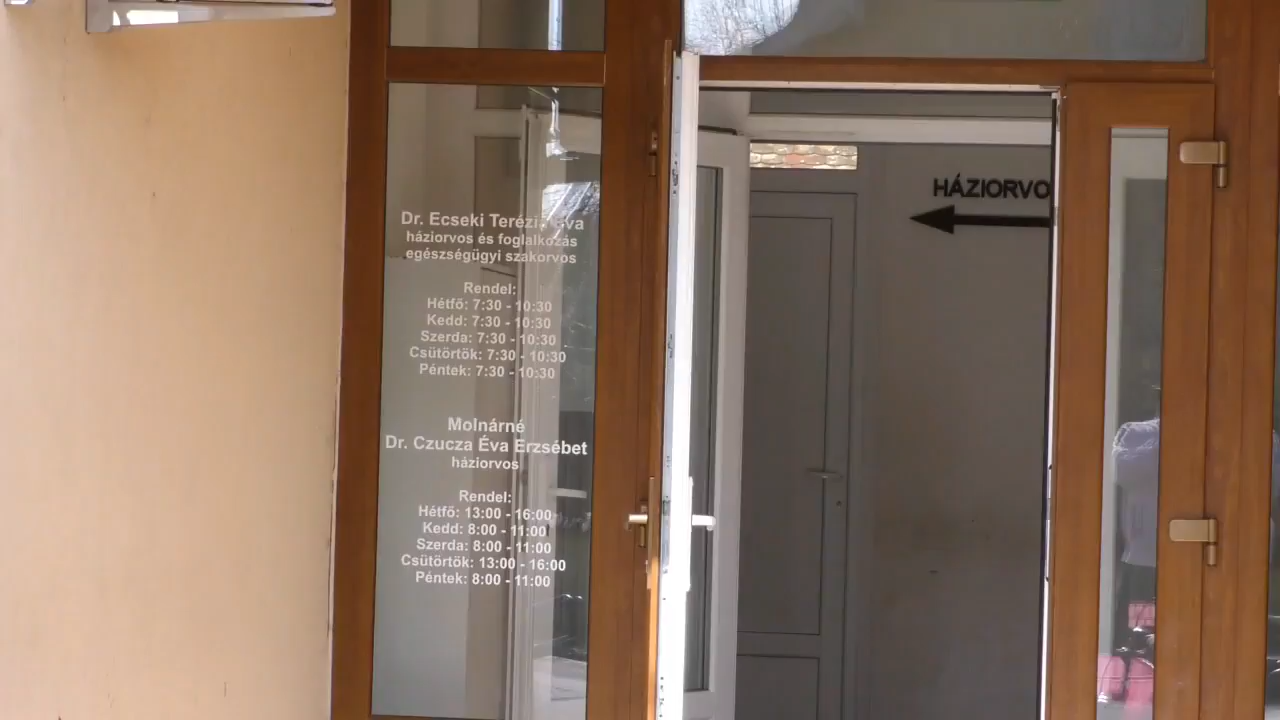 Dr. Ecseki Terézia Éva
háziorvos és foglalkozás
egészségügyi szakorvos
Rendel:
Hétfő: 7:30 - 10:30
Kedd: 7:30 - 10:30
Szerda: 7:30 - 10:30
Csütörtök: 7:30 - 10:30
Péntek: 7:30 - 10:30
Molnárné
Dr. Czucza Éva Erzsébet
háziorvos
Rendel:
Hétfő: 13:00 - 16:00
Kedd: 8:00 - 11:00
Szerda: 8:00 - 11:00
Csütörtök: 13:00 - 16:00
Péntek: 8:00 - 11:00
HÁZIORVO